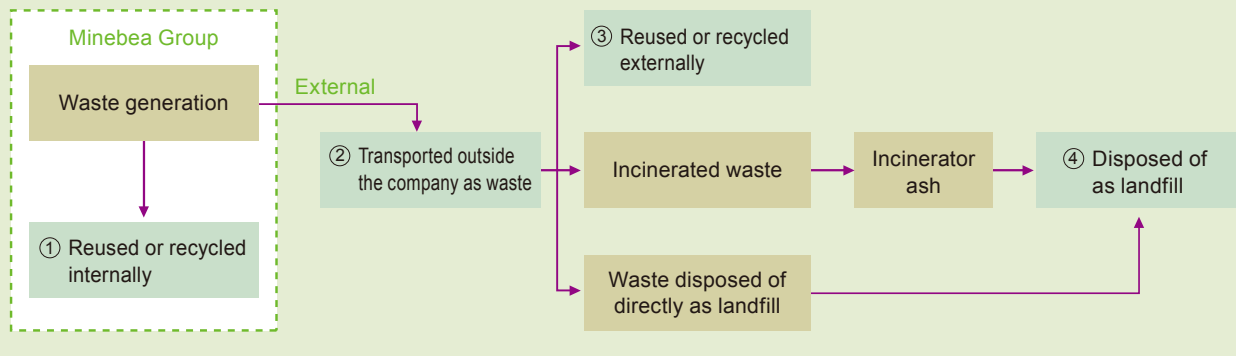 Minebea Group
Waste generation
① Reused or recycled
internally
External
② Transported outside
the company as waste
③ Reused or recycled
externally
Incinerated waste
Incinerator
ash
④ Disposed of
as landfill
Waste disposed of
directly as landfill